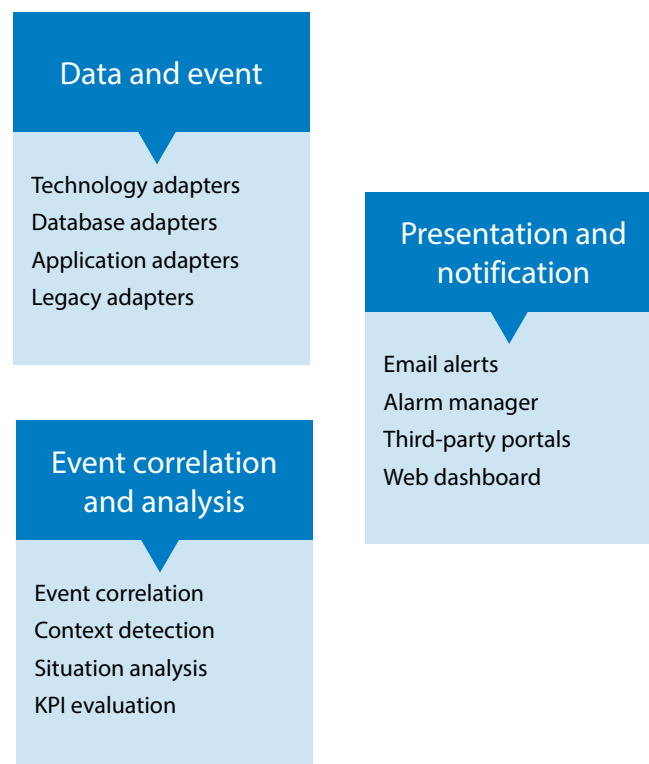 Data and event
Technology adapters
Database adapters
Application adapters
Legacy adapters
Presentation and
notification
Email alerts
Alarm manager
Third-party portals
Web dashboard
Event correlation
and analysis
Event correlation
Context detection
Situation analysis
KPI evaluation